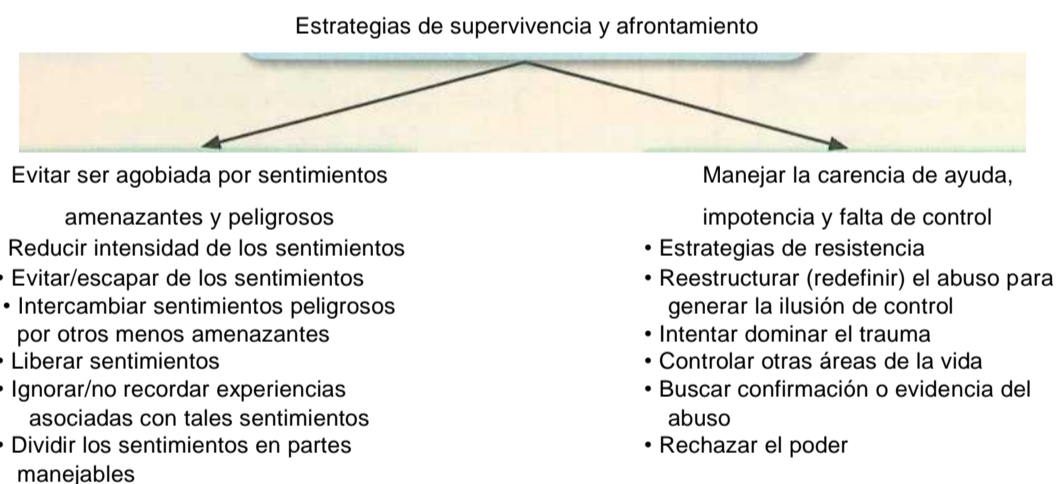 Estrategias de supervivencia y afrontamiento
Evitar ser agobiada por sentimientos
amenazantes y peligrosos
Reducir intensidad de los sentimientos
• Evitar/escapar de los sentimientos
• Intercambiar sentimientos peligrosos
por otros menos amenazantes
• Liberar sentimientos
• Ignorar/no recordar experiencias
asociadas con tales sentimientos
• Dividir los sentimientos en partes
manejables
Manejar la carencia de ayuda,
impotencia y falta de control
• Estrategias de resistencia
• Reestructurar (redefinir) el abuso para
generar la ilusión de control
• Intentar dominar el trauma
• Controlar otras áreas de la vida
• Buscar confirmación o evidencia del
abuso
• Rechazar el poder